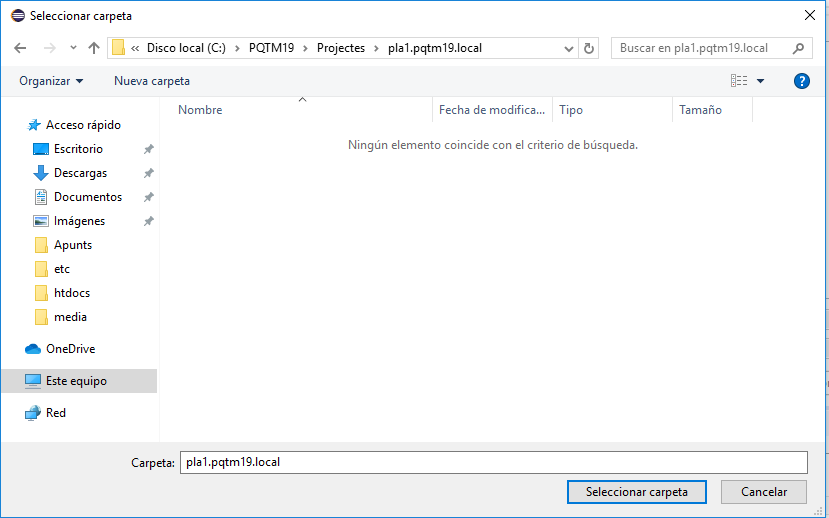 Seleccionar carpeta
« Disco local (C:) > PQTM19 > Projectes > pla1.pqtm19.local
Buscar en pla1.pqtm19.local
Organizar Nueva carpeta
Nombre Fecha de modifica... Tipo Tamaño
Ningún elemento coincide con el criterio de búsqueda.
Acceso rápido
Escritorio
Descargas
Documentos
Imágenes
Apunts
etc
htdocs
media
OneDrive
Este equipo
Red
Carpeta: pla1.pqtm19.local
Seleccionar carpeta Cancelar